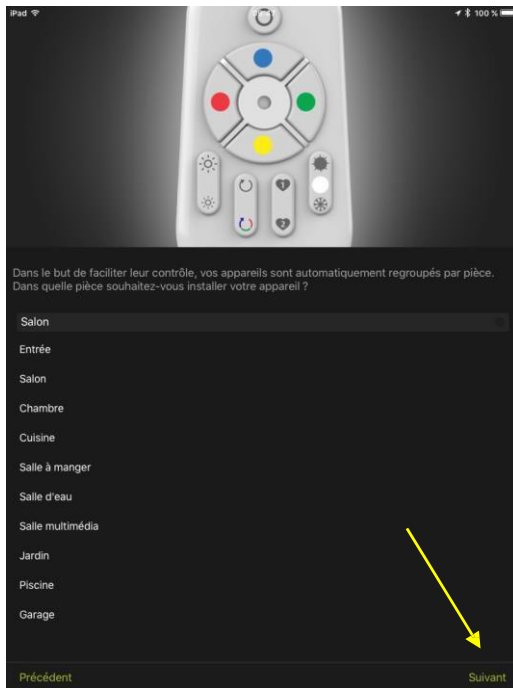 iPad
100 %
1
2
Dans le but de faciliter leur contrôle, vos appareils sont automatiquement regroupés par pièce.
Dans quelle pièce souhaitez-vous installer votre appareil ?
Salon
Entrée
Salon
Chambre
Cuisine
Salle à manger
Salle d'eau
Salle multimédia
Jardin
Piscine
Garage
Précédent
Suivant